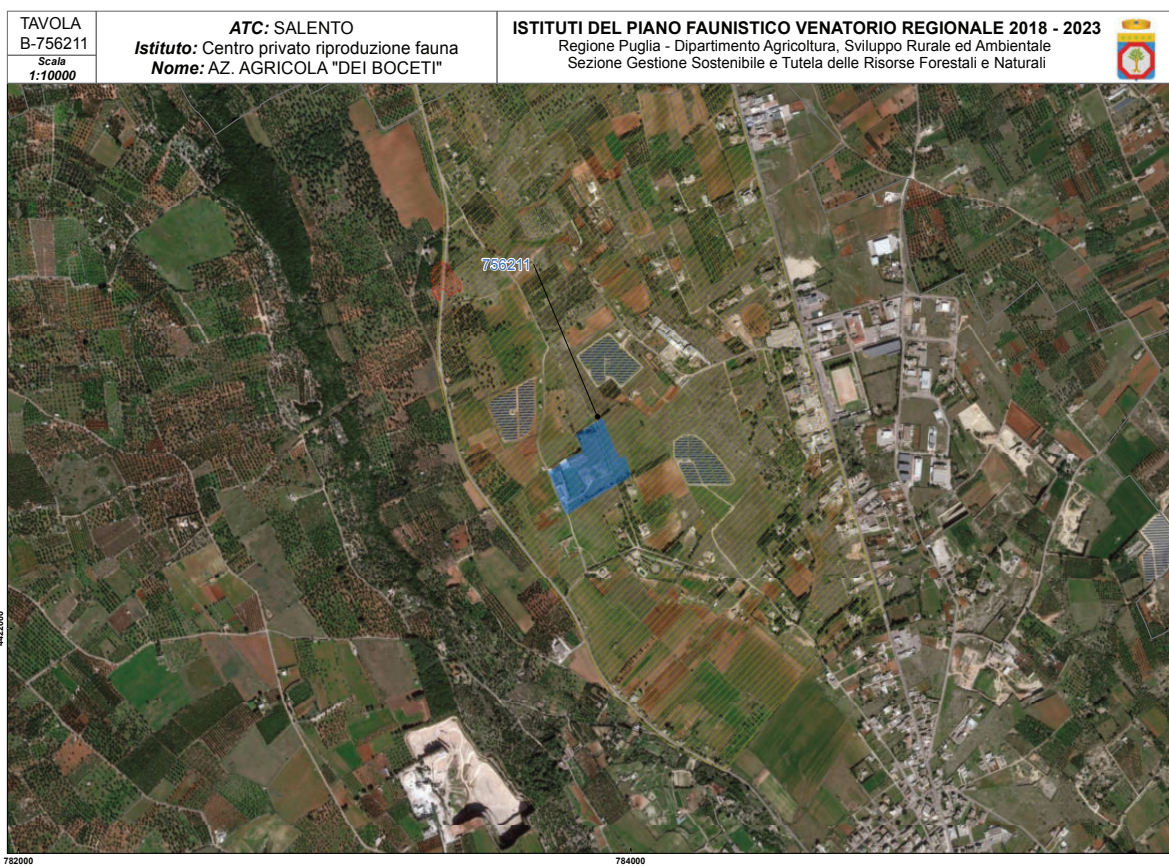 TAVOLA
B-756211
Scala
1:10000
ATC: SALENTO
Istituto: Centro privato riproduzione fauna
Nome: AZ. AGRICOLA "DEI BOCETI"
ISTITUTI DEL PIANO FAUNISTICO VENATORIO REGIONALE 2018 - 2023
Regione Puglia - Dipartimento Agricoltura, Sviluppo Rurale ed Ambientale
Sezione Gestione Sostenibile e Tutela delle Risorse Forestali e Naturali
756211
4422000
782000
784000